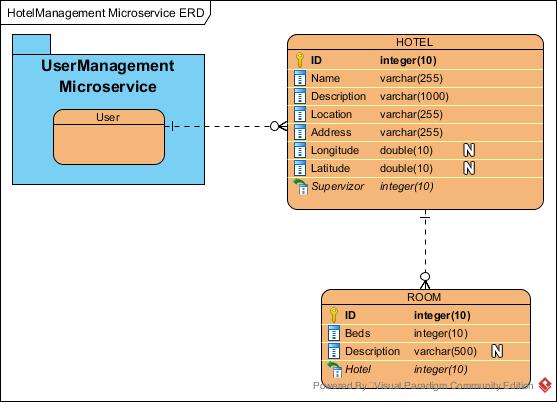 HotelManagement Microservice ERD
UserManagement
Microservice
User
HOTEL
ID integer(10)
Name varchar(255)
Description varchar(1000)
Location varchar(255)
Address varchar(255)
Longitude double(10) N
Latitude double(10) N
Supervizor integer(10)
ROOM
ID integer(10)
Beds integer(10)
Description varchar(500) N
Hotel integer(10)
Powered By Visual Paradigm Community Edition